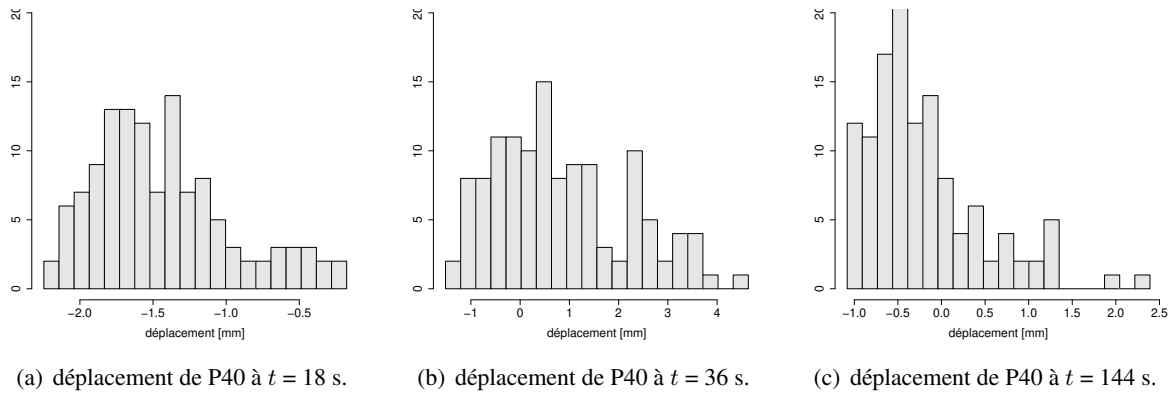 20
15
10
5
0
−2.0 −1.5 −1.0 −0.5
déplacement [mm]
(a) déplacement de P40 à t = 18 s.
20
15
10
5
0
−1 0 1 2 3 4
déplacement [mm]
(b) déplacement de P40 à t = 36 s.
20
15
10
5
0
−1.0 −0.5 0.0 0.5 1.0 1.5 2.0 2.5
déplacement [mm]
(c) déplacement de P40 à t = 144 s.